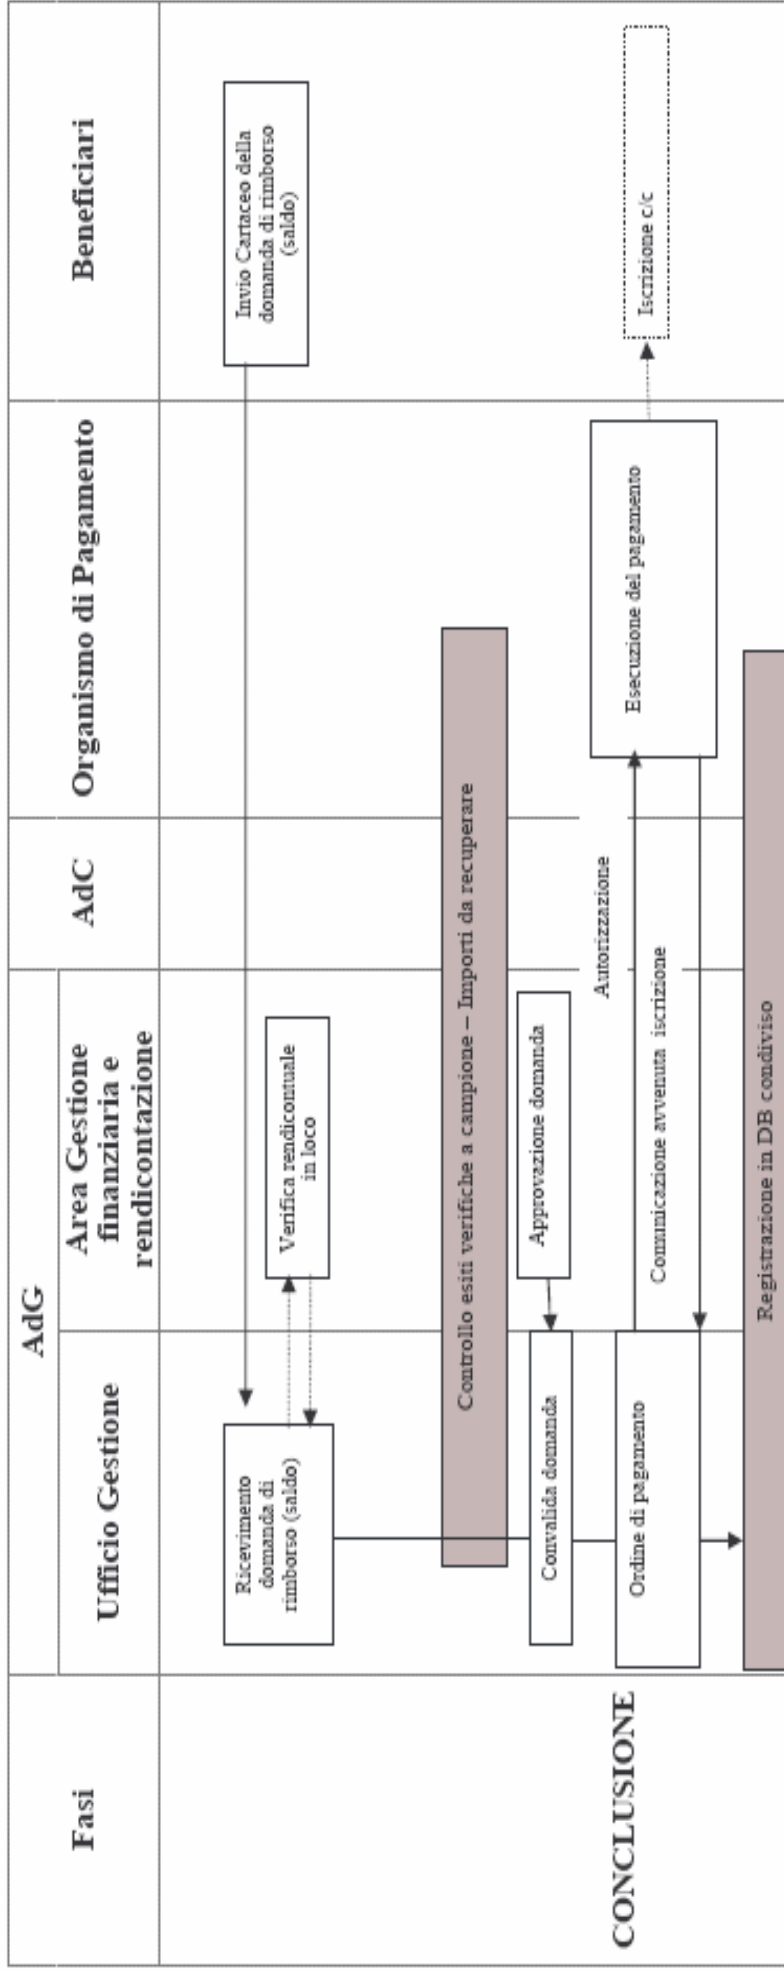 Fasi
AdG
AdC
Organismo di Pagamento
Beneficiari
Ufficio Gestione
Area Gestione
finanziaria e
rendicontazione
CONCLUSIONE
Invio Cartaceo della
domanda di rimborso
(saldo)
Ricevimento
domanda di
rimborso (saldo)
Verifica rendicontuale
in loco
Controllo esiti verifiche a campione – Importi da recuperare
Approvazione domanda
Convalida domanda
Autorizzazione
Ordine di pagamento
Esecuzione del pagamento
Iscrizione c/c
Comunicazione avvenuta iscrizione
Registrazione in DB condiviso